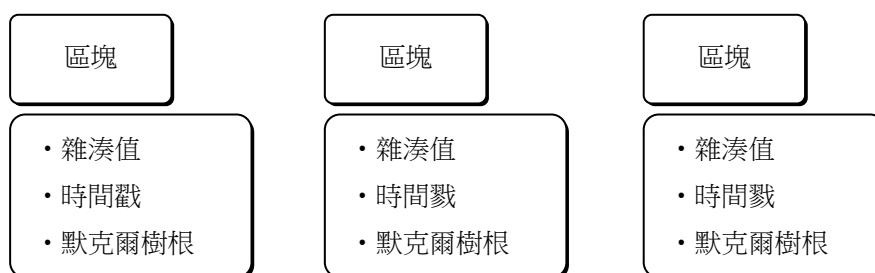 區塊
區塊
區塊
・雜湊值
・時間戳
・默克爾樹根
・雜湊值
・時間戮
・默克爾樹根
・雜湊值
・時間戮
・默克爾樹根